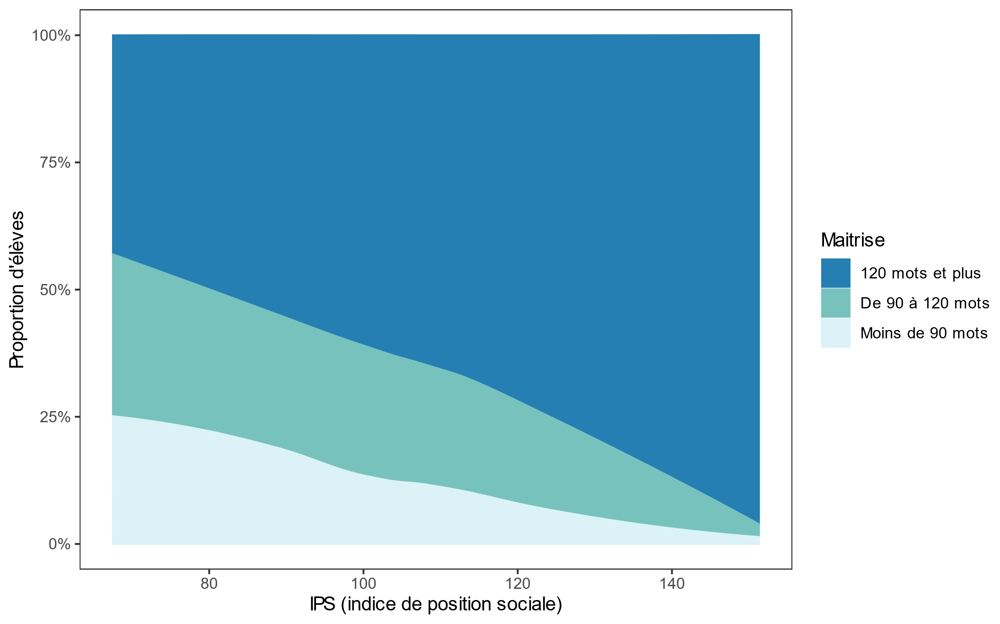 100%
75%
50%
25%
0%
Proportion d'élèves
80
100
120
140
IPS (indice de position sociale)
Maitrise
120 mots et plus
De 90 à 120 mots
Moins de 90 mots